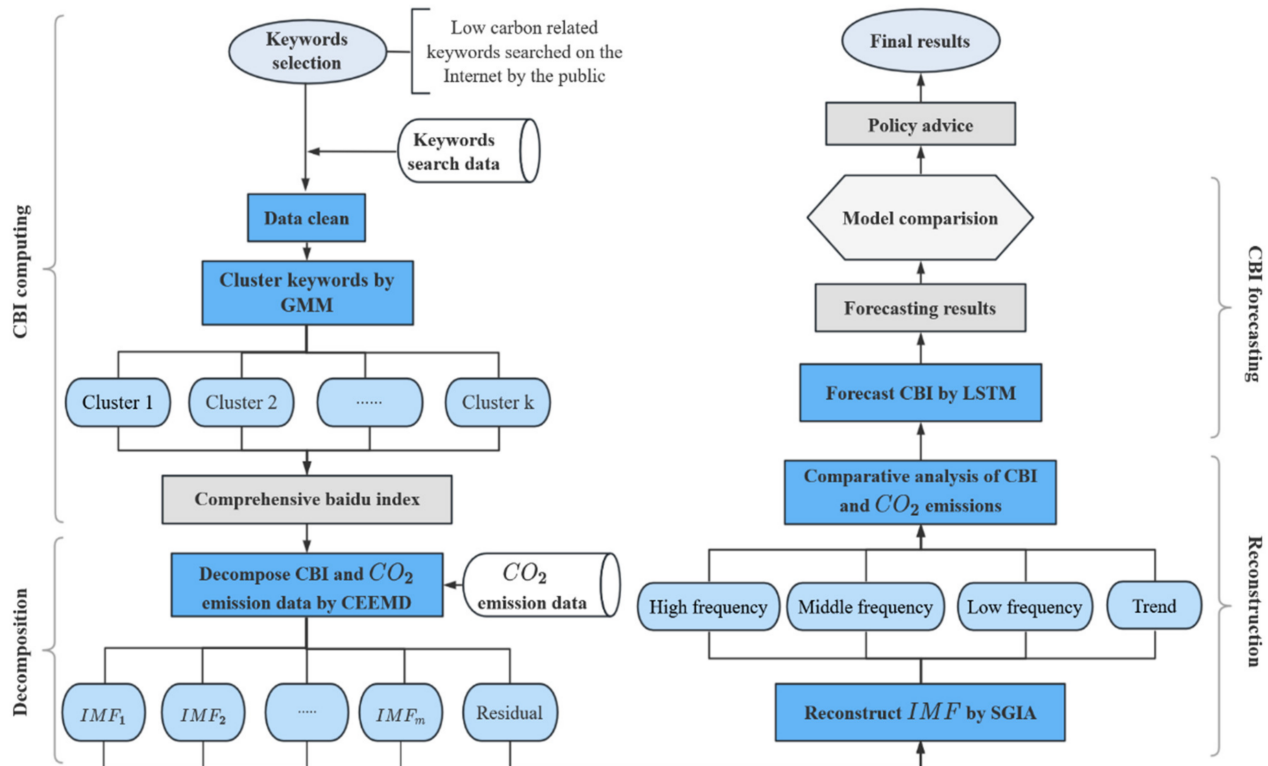 Keywords
selection
Low carbon related
keywords searched on the
Internet by the public
Keywords
search data
Data clean
Cluster keywords by
GMM
Cluster 1
Cluster 2
······
Cluster k
Comprehensive baidu index
CBI computing
Decompose CBI and CO₂
emission data by CEEMD
CO₂
emission data
IMF₁
IMF₂
·····
IMFₘ
Residual
Decomposition
Final results
Policy advice
Model comparision
Forecasting results
Forecast CBI by LSTM
CBI forecasting
Comparative analysis of CBI
and CO₂ emissions
High frequency
Middle frequency
Low frequency
Trend
Reconstruct IMF by SGIA
Reconstruction